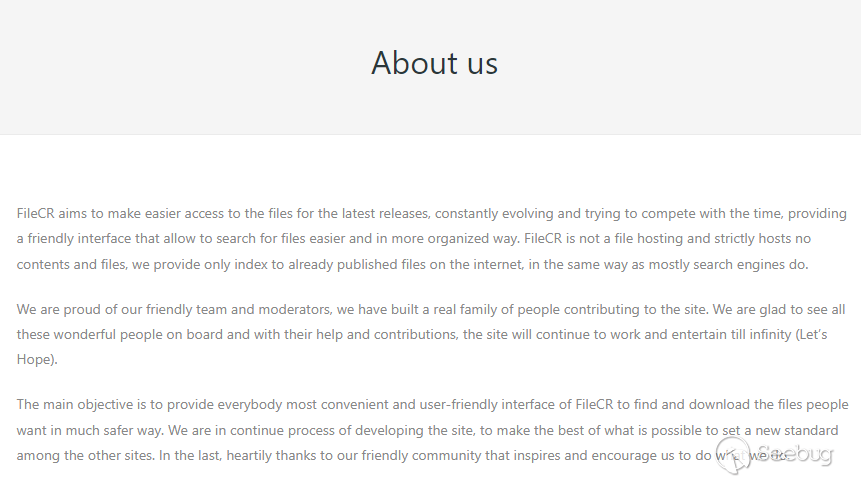 About us
FileCR aims to make easier access to the files for the latest releases, constantly evolving and trying to compete with the time, providing
a friendly interface that allow to search for files easier and in more organized way. FileCR is not a file hosting and strictly hosts no
contents and files, we provide only index to already published files on the internet, in the same way as mostly search engines do.
We are proud of our friendly team and moderators, we have built a real family of people contributing to the site. We are glad to see all
these wonderful people on board and with their help and contributions, the site will continue to work and entertain till infinity (Let's
Hope).
The main objective is to provide everybody most convenient and user-friendly interface of FileCR to find and download the files people
want in much safer way. We are in continue process of developing the site, to make the best of what is possible to set a new standard
among the other sites. In the last, heartily thanks to our friendly community that inspires and encourage us to do
Seebug